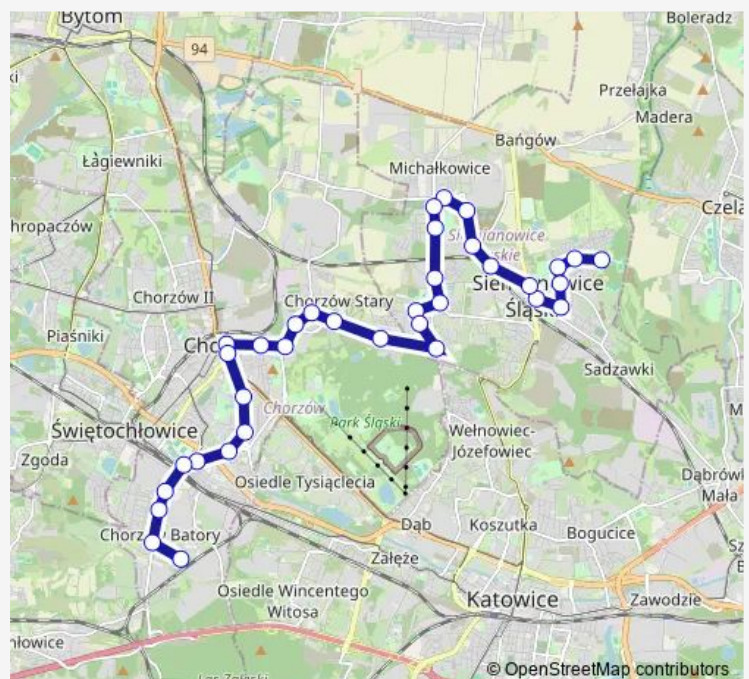 Bytom
Boleradz
94
Przełajka
Madera
Bańgów
Łagiewniki
Michałkowice
Czela
hropaczów
Siemianowice
Śląskie
Chorzów II
Chorzów Stary
Piaśniki
Sadzawki
Chorzów
Park Śląski
Świętochłowice
Wełnowiec-
Józefowiec
Zgoda
Osiedle Tysiąclecia
Dąbrówk
Mała
Dąb
Koszutka
Bogucice
Chorzów Batory
Załęże
Osiedle Wincentego
Witosa
Katowice
Zawodzie
hłowice
© OpenStreetMap contributors